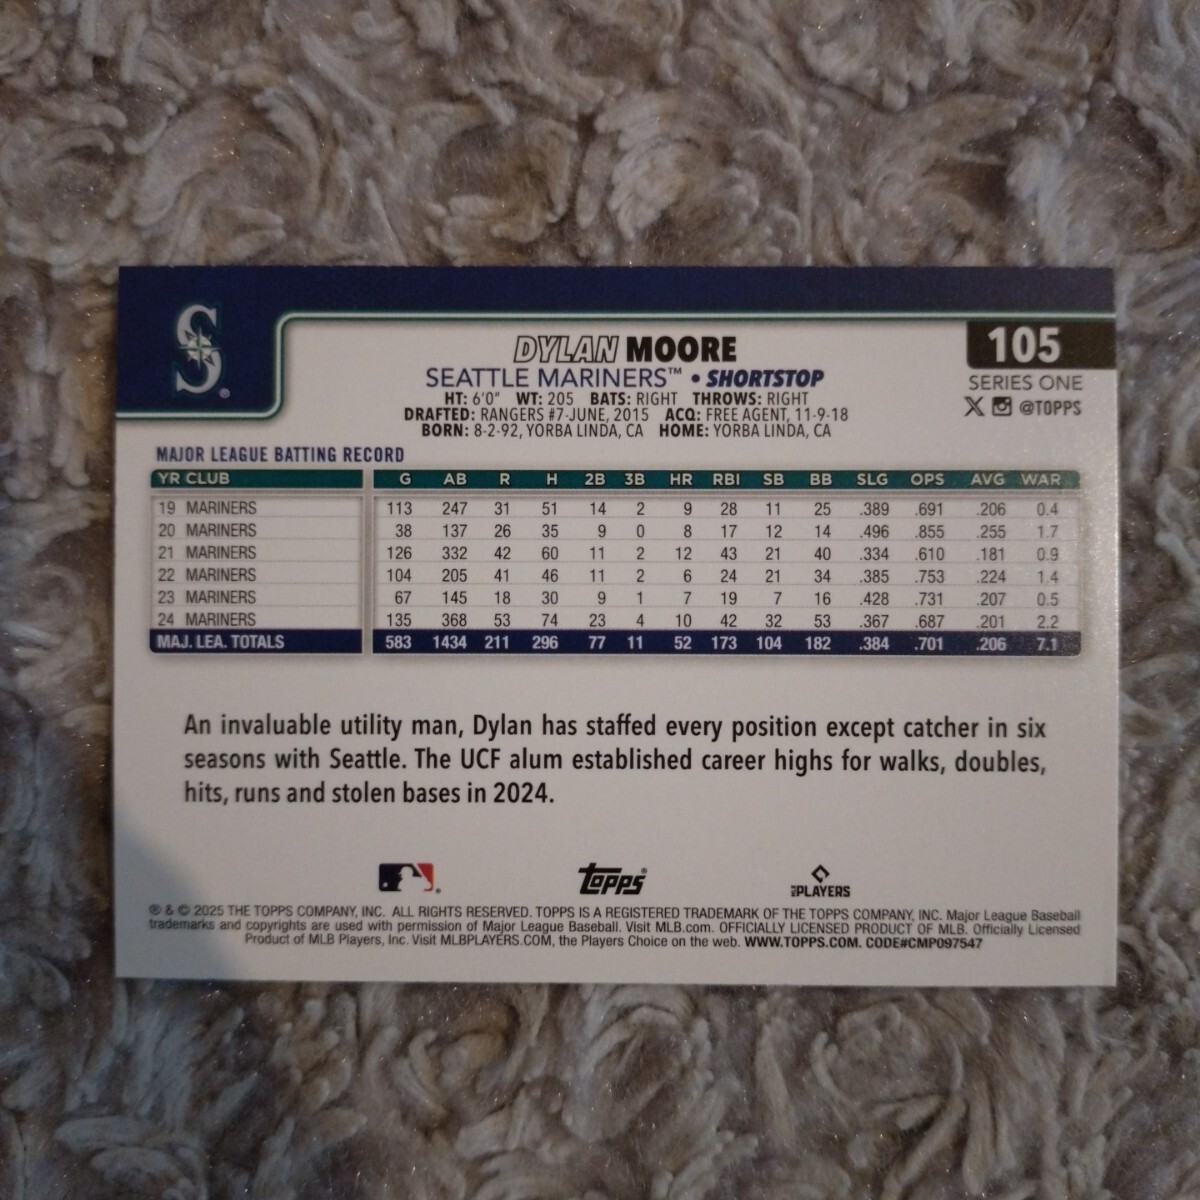 S
DYLAN MOORE
105
SEATTLE MARINERS™ • SHORTSTOP
SERIES ONE
HT: 6'0" WT: 205 BATS: RIGHT THROWS: RIGHT
@TOPPS
DRAFTED: RANGERS #7-JUNE, 2015 ACQ: FREE AGENT, 11-9-18
BORN: 8-2-92, YORBA LINDA, CA HOME: YORBA LINDA, CA
MAJOR LEAGUE BATTING RECORD
YR CLUB G AB R H 2B 3B HR RBI SB BB SLG OPS AVG WAR
19 MARINERS 113 247 31 51 14 2 9 28 11 25 .389 .691 .206 0.4
20 MARINERS 38 137 26 35 9 0 8 17 12 14 .496 .855 .255 1.7
21 MARINERS 126 332 42 60 11 2 12 43 21 40 .334 .610 .181 0.9
22 MARINERS 104 205 41 46 11 2 6 24 21 34 .385 .753 .224 1.4
23 MARINERS 67 145 18 30 9 1 7 19 7 16 .428 .731 .207 0.5
24 MARINERS 135 368 53 74 23 4 10 42 32 53 .367 .687 .201 2.2
MAJ. LEA. TOTALS 583 1434 211 296 77 11 52 173 104 182 .384 .701 .206 7.1
An invaluable utility man, Dylan has staffed every position except catcher in six
seasons with Seattle. The UCF alum established career highs for walks, doubles,
hits, runs and stolen bases in 2024.
topps®
MLB PLAYERS
® & © 2025 THE TOPPS COMPANY, INC. ALL RIGHTS RESERVED. TOPPS IS A REGISTERED TRADEMARK OF THE TOPPS COMPANY, INC. Major League Baseball
trademarks and copyrights are used with permission of Major League Baseball. Visit MLB.com. OFFICIALLY LICENSED PRODUCT OF MLB. Officially Licensed
Product of MLB Players, Inc. Visit MLBPLAYERS.COM, the Players Choice on the web. WWW.TOPPS.COM. CODE#CMP097547